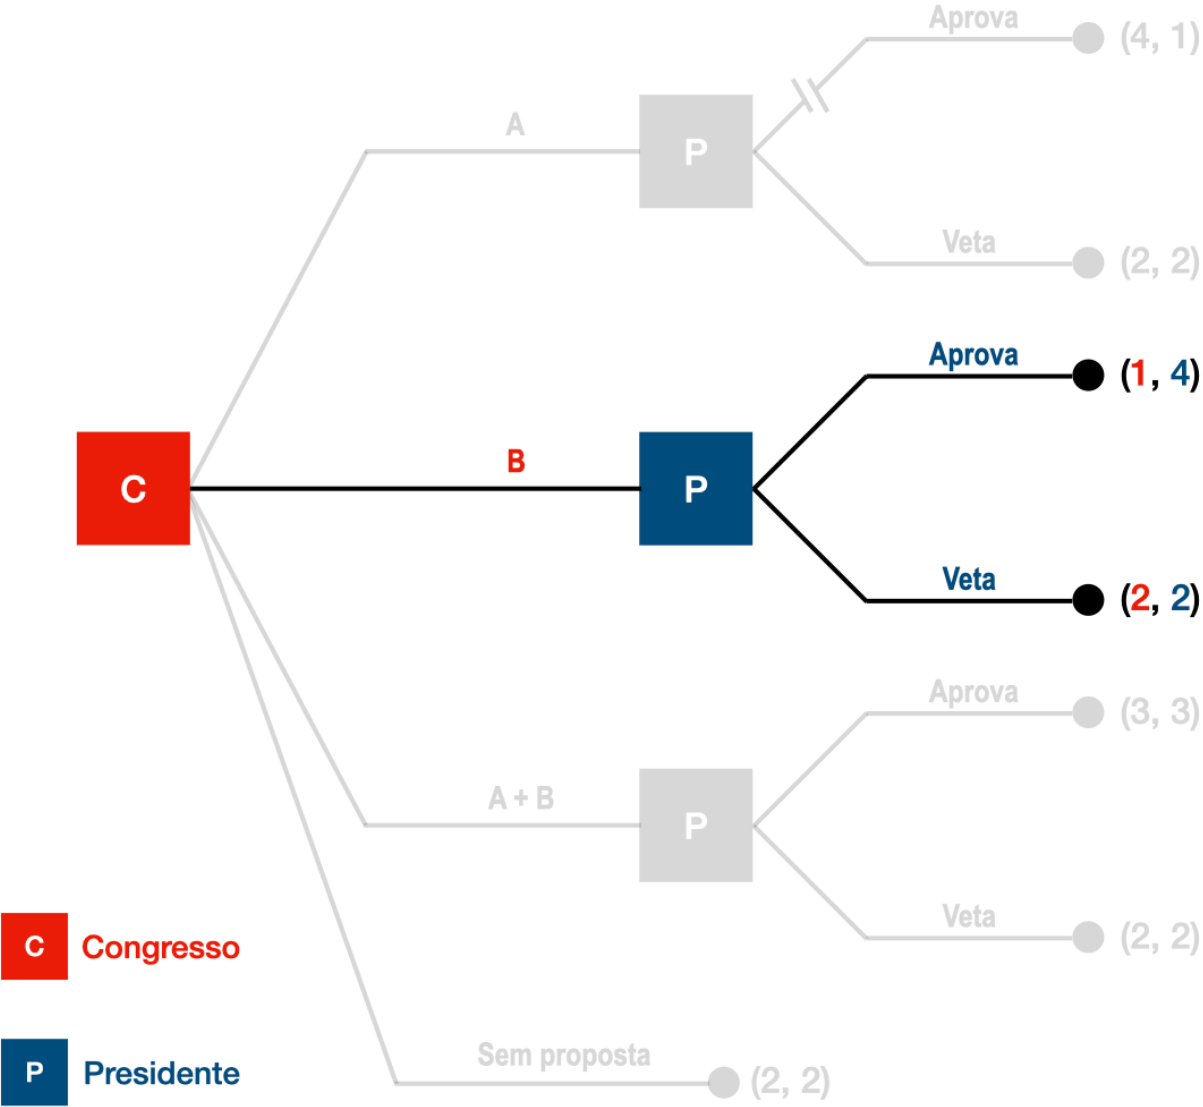 Aprova
(4, 1)
A
P
Veta
(2, 2)
Aprova
(1, 4)
B
C
P
Veta
(2, 2)
Aprova
(3, 3)
A + B
P
Veta
(2, 2)
C Congresso
Sem proposta
(2, 2)
P Presidente